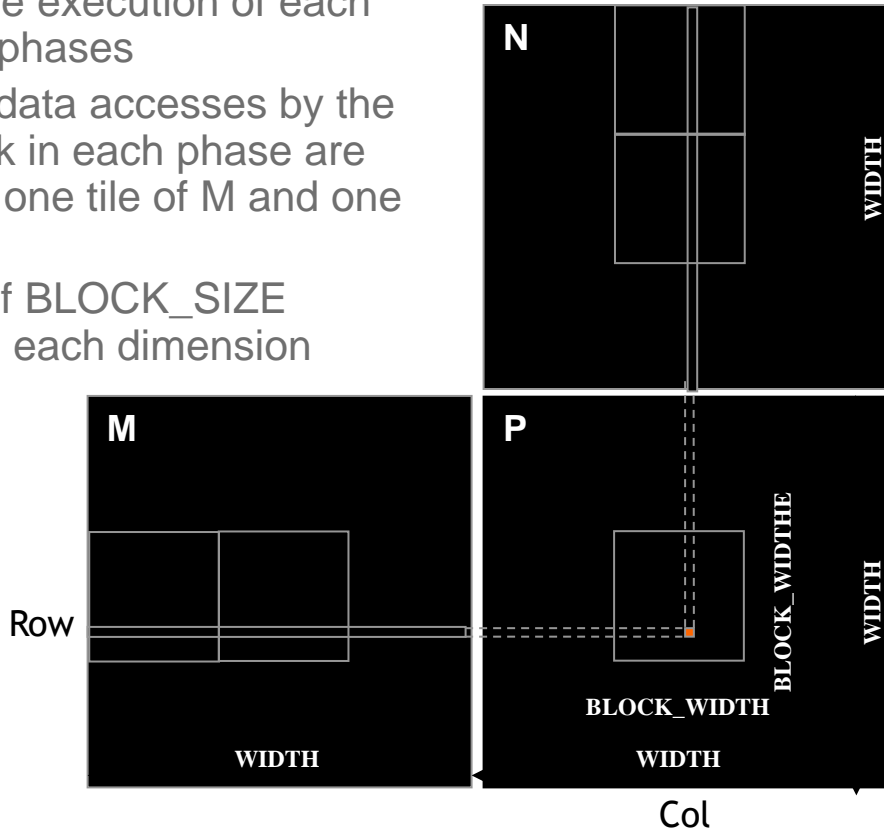 e execution of each
phases
data accesses by the
k in each phase are
one tile of M and one
f BLOCK_SIZE
each dimension
N
WIDTH
M
P
BLOCK_WIDTHE
WIDTH
Row
BLOCK_WIDTH
WIDTH
WIDTH
Col